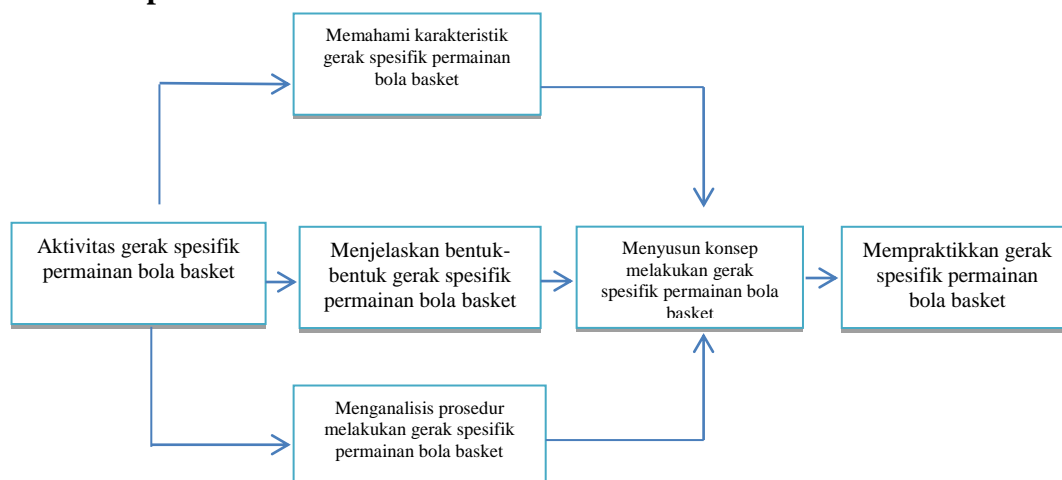 Memahami karakteristik
gerak spesifik permainan
bola basket
Aktivitas gerak spesifik
permainan bola basket
Menjelaskan bentuk-
bentuk gerak spesifik
permainan bola basket
Menyusun konsep
melakukan gerak
spesifik permainan bola
basket
Mempraktikkan gerak
spesifik permainan
bola basket
Menganalisis prosedur
melakukan gerak spesifik
permainan bola basket